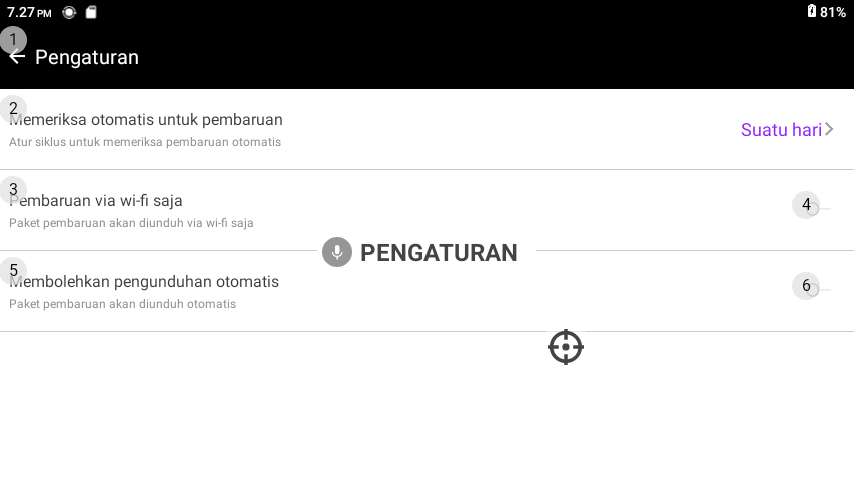 7.27 PM
81%
1
Pengaturan
2
Memeriksa otomatis untuk pembaruan
Atur siklus untuk memeriksa pembaruan otomatis
Suatu hari
3
Pembaruan via wi-fi saja
Paket pembaruan akan diunduh via wi-fi saja
4
PENGATURAN
5
Membolehkan pengunduhan otomatis
Paket pembaruan akan diunduh otomatis
6